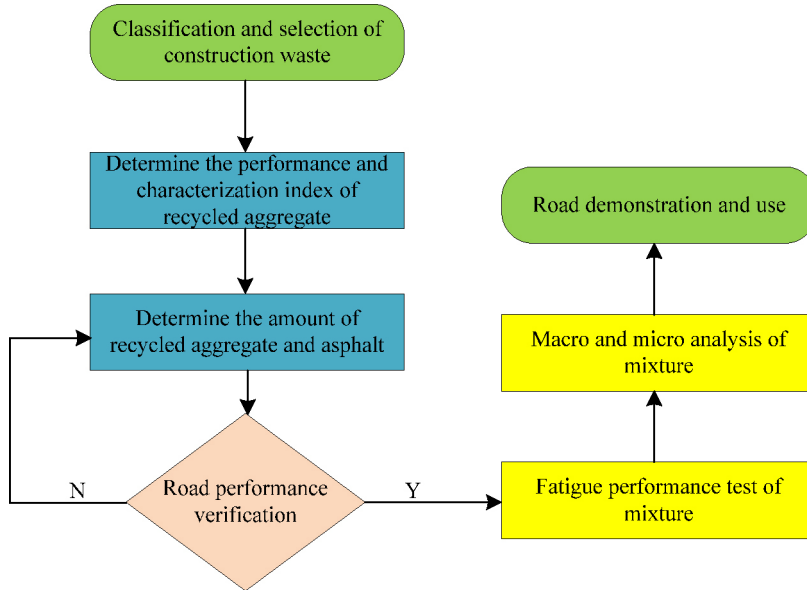 Classification and selection of
construction waste
Determine the performance and
characterization index of
recycled aggregate
Determine the amount of
recycled aggregate and asphalt
Road performance
verification
N
Y
Fatigue performance test of
mixture
Macro and micro analysis of
mixture
Road demonstration and use